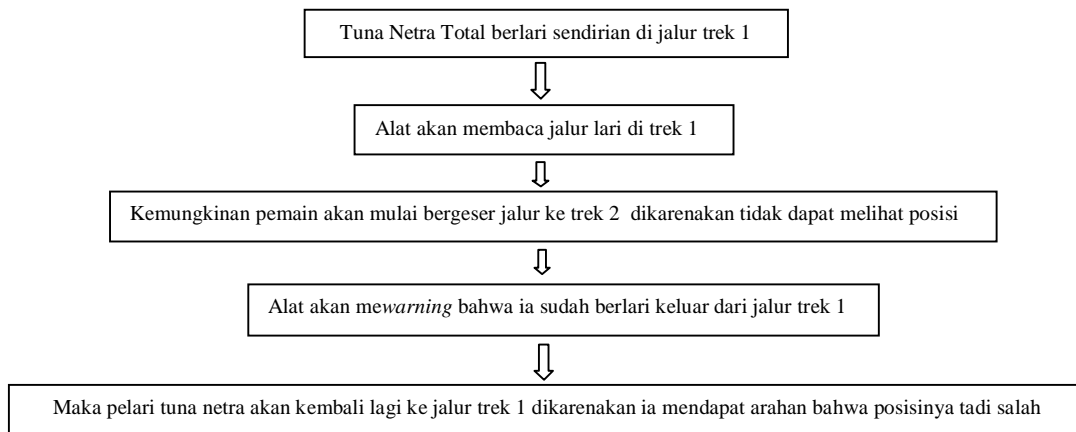 Tuna Netra Total berlari sendirian di jalur trek 1
Alat akan membaca jalur lari di trek 1
Kemungkinan pemain akan mulai bergeser jalur ke trek 2 dikarenakan tidak dapat melihat posisi
Alat akan mewarning bahwa ia sudah berlari keluar dari jalur trek 1
Maka pelari tuna netra akan kembali lagi ke jalur trek 1 dikarenakan ia mendapat arahan bahwa posisinya tadi salah